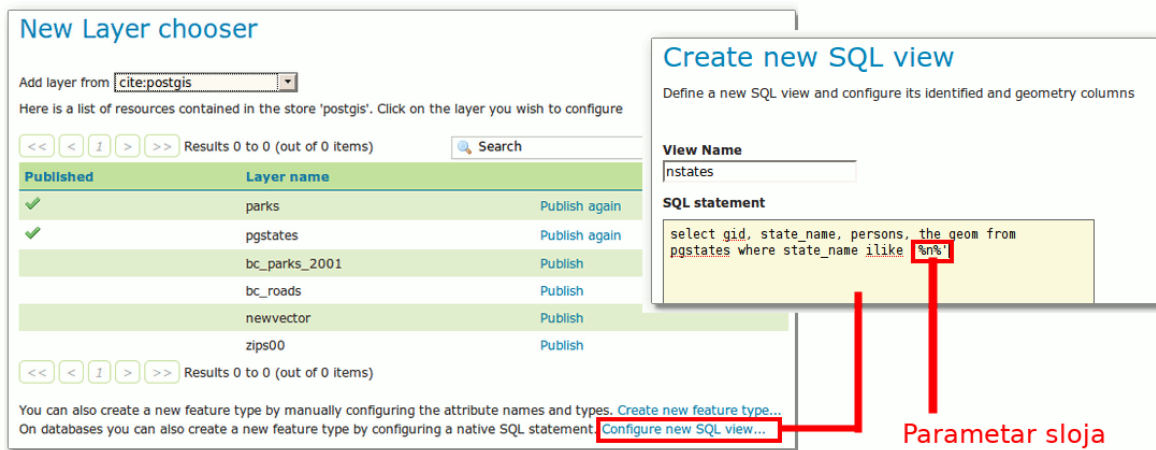 New Layer chooser
Add layer from cite:postgis
Here is a list of resources contained in the store 'postgis'. Click on the layer you wish to configure
<< < 1 > >> Results 0 to 0 (out of 0 items) Search
Published Layer name
parks Publish again
pgstates Publish again
bc_parks_2001 Publish
bc_roads Publish
newvector Publish
zips00 Publish
<< < 1 > >> Results 0 to 0 (out of 0 items)
You can also create a new feature type by manually configuring the attribute names and types. Create new feature type...
On databases you can also create a new feature type by configuring a native SQL statement. Configure new SQL view...
Create new SQL view
Define a new SQL view and configure its identified and geometry columns
View Name
nstates
SQL statement
select gid, state_name, persons, the_geom from
pgstates where state_name ilike '%n%'
Parametar sloja